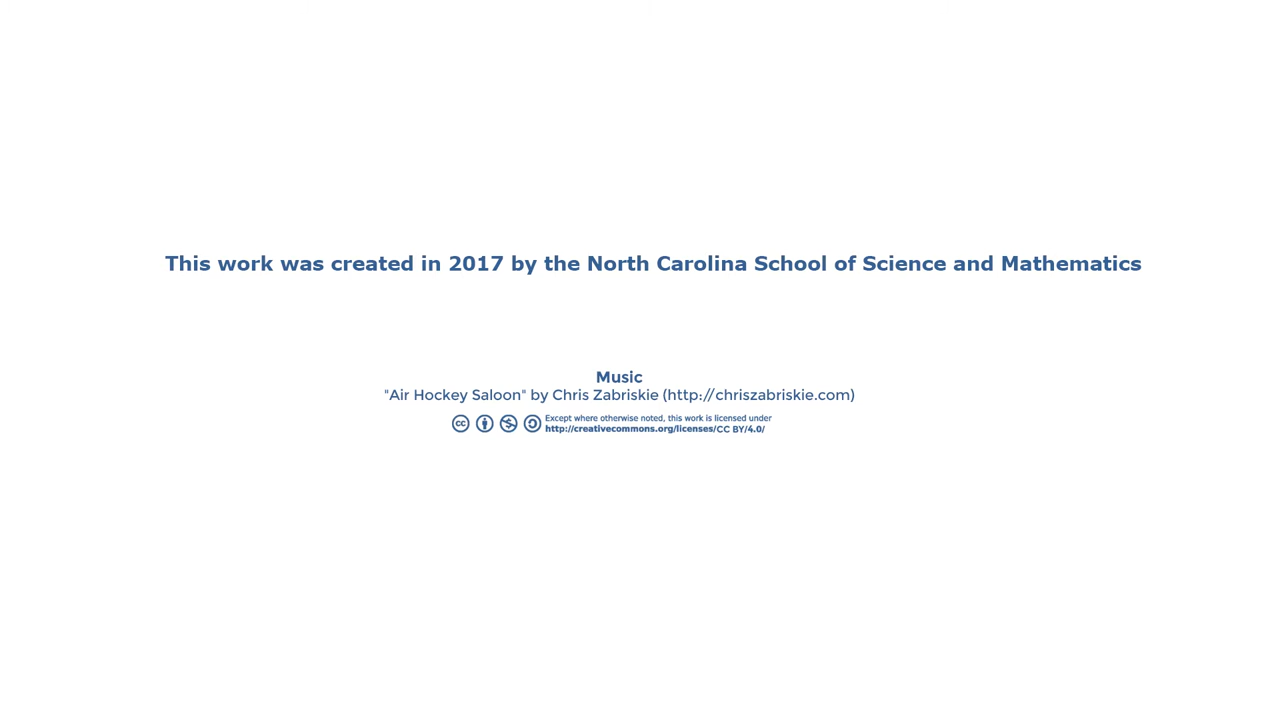 This work was created in 2017 by the North Carolina School of Science and Mathematics
Music
"Air Hockey Saloon" by Chris Zabriskie (http://chriszabriskie.com)
cc Except where otherwise noted, this work is licensed under
http://creativecommons.org/licenses/CC BY/4.0/